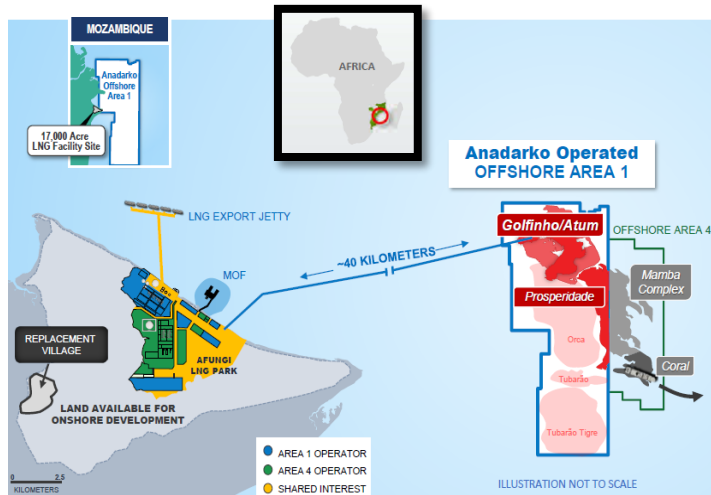 MOZAMBIQUE
Anadarko
Offshore
Area 1
17,000 Acre
LNG Facility Site
AFRICA
Anadarko Operated
OFFSHORE AREA 1
LNG EXPORT JETTY
MOF
~40 KILOMETERS
Golfinho/Atum
OFFSHORE AREA 4
Mamba
Complex
Prosperidade
Orca
Coral
Tubarão
Tubarão Tigre
REPLACEMENT
VILLAGE
AFUNGI
LNG PARK
LAND AVAILABLE FOR
ONSHORE DEVELOPMENT
AREA 1 OPERATOR
AREA 4 OPERATOR
SHARED INTEREST
0 2.5
KILOMETERS
ILLUSTRATION NOT TO SCALE